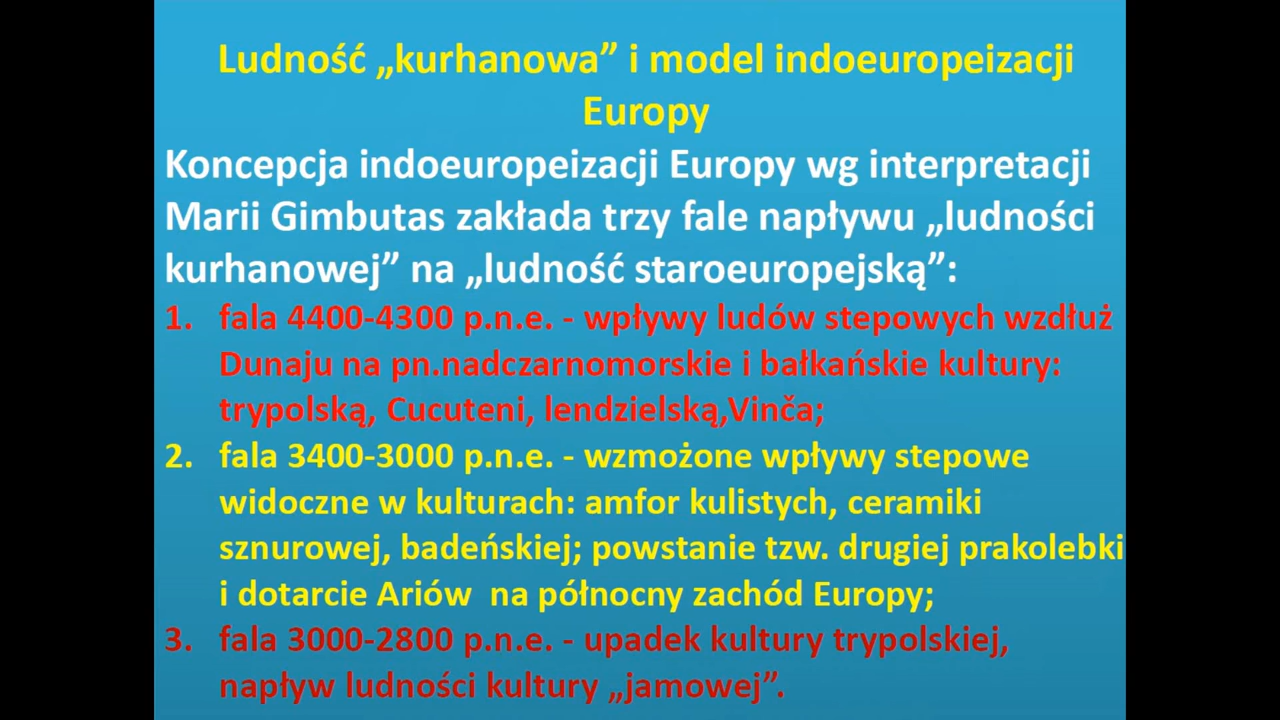 Ludność „kurhanowa” i model indoeuropeizacji
Europy
Koncepcja indoeuropeizacji Europy wg interpretacji
Marii Gimbutas zakłada trzy fale napływu „ludności
kurhanowej” na „ludność staroeuropejską”:
1. fala 4400-4300 p.n.e. - wpływy ludów stepowych wzdłuż
Dunaju na pn.nadczarnomorskie i bałkańskie kultury:
trypolską, Cucuteni, lendzielską,Vinča;
2. fala 3400-3000 p.n.e. - wzmożone wpływy stepowe
widoczne w kulturach: amfor kulistych, ceramiki
sznurowej, badeńskiej; powstanie tzw. drugiej prakolebki
i dotarcie Ariów na północny zachód Europy;
3. fala 3000-2800 p.n.e. - upadek kultury trypolskiej,
napływ ludności kultury „jamowej”.